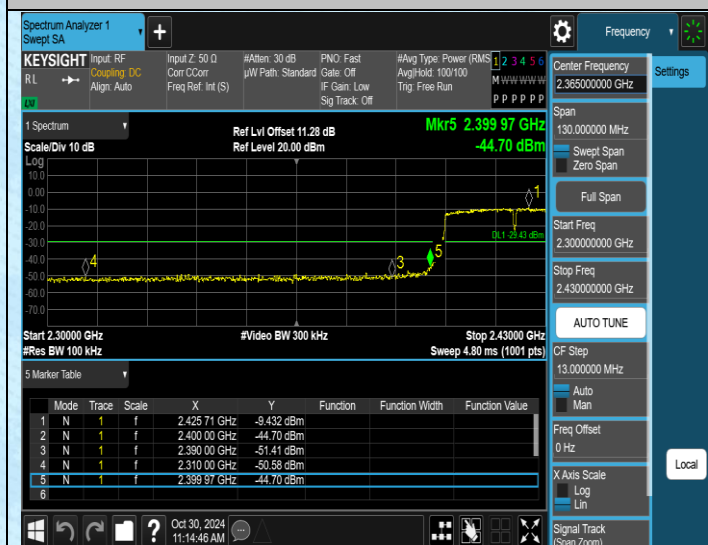 Spectrum Analyzer 1
Swept SA
+
Frequency
KEYSIGHT
RL
Input: RF
Coupling: DC
Align: Auto
Input Z: 50 Ω
Corr CCorr
Freq Ref: Int (S)
#Atten: 30 dB
µW Path: Standard
PNO: Fast
Gate: Off
IF Gain: Low
Sig Track: Off
#Avg Type: Power (RMS
Avg|Hold: 100/100
Trig: Free Run
1 2 3 4 5 6
M W W W W W
P P P P P P
LXI
1 Spectrum
Scale/Div 10 dB
Ref Lvl Offset 11.28 dB
Ref Level 20.00 dBm
Mkr5 2.399 97 GHz
-44.70 dBm
Log
10.0
0.00
-10.0
-20.0
-30.0
-40.0
-50.0
-60.0
-70.0
1
DL1 -29.43 dBm
5
4
3
Start 2.30000 GHz
#Res BW 100 kHz
#Video BW 300 kHz
Stop 2.43000 GHz
Sweep 4.80 ms (1001 pts)
5 Marker Table
Mode Trace Scale X Y Function Function Width Function Value
1 N 1 f 2.425 71 GHz -9.432 dBm
2 N 1 f 2.400 00 GHz -44.70 dBm
3 N 1 f 2.390 00 GHz -51.41 dBm
4 N 1 f 2.310 00 GHz -50.58 dBm
5 N 1 f 2.399 97 GHz -44.70 dBm
6
?
Oct 30, 2024
11:14:46 AM
Center Frequency
2.365000000 GHz
Settings
Span
130.000000 MHz
Swept Span
Zero Span
Full Span
Start Freq
2.300000000 GHz
Stop Freq
2.430000000 GHz
AUTO TUNE
CF Step
13.000000 MHz
Auto
Man
Freq Offset
0 Hz
Local
X Axis Scale
Log
Lin
Signal Track
(Span Zoom)